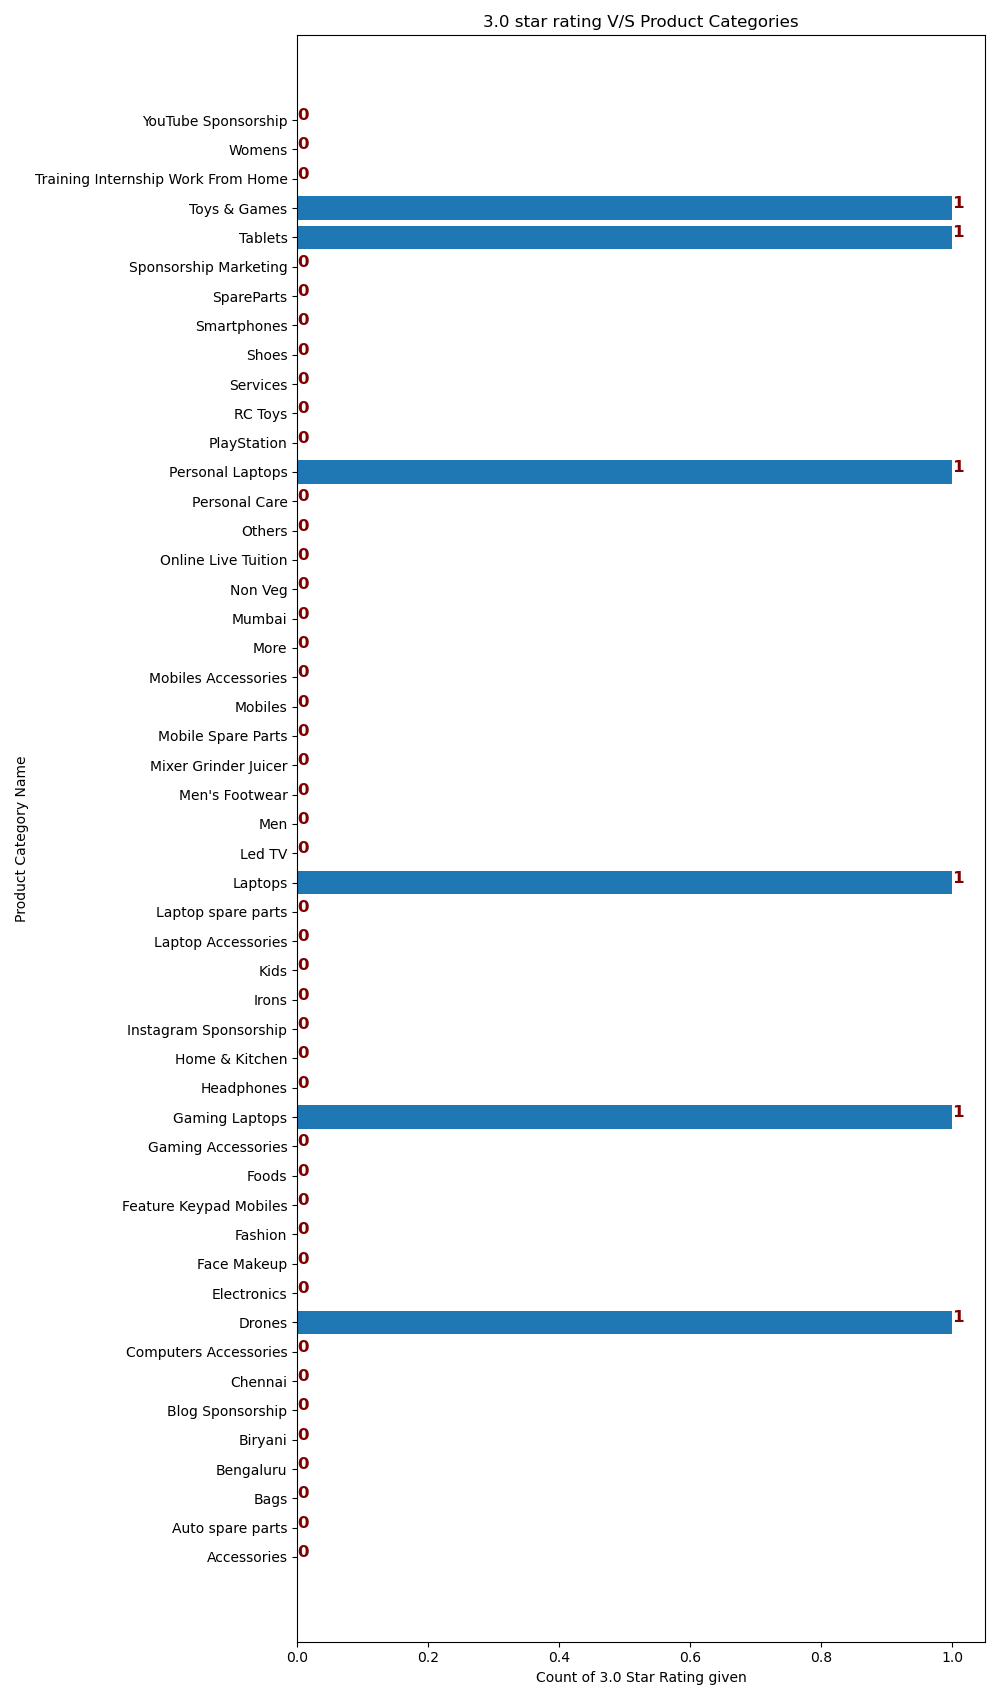 3.0 star rating V/S Product Categories
YouTube Sponsorship 0
Womens 0
Training Internship Work From Home 0
Toys & Games 1
Tablets 1
Sponsorship Marketing 0
SpareParts 0
Smartphones 0
Shoes 0
Services 0
RC Toys 0
PlayStation 0
Personal Laptops 1
Personal Care 0
Others 0
Online Live Tuition 0
Non Veg 0
Mumbai 0
More 0
Mobiles Accessories 0
Mobiles 0
Mobile Spare Parts 0
Mixer Grinder Juicer 0
Men's Footwear 0
Men 0
Led TV 0
Laptops 1
Laptop spare parts 0
Laptop Accessories 0
Kids 0
Irons 0
Instagram Sponsorship 0
Home & Kitchen 0
Headphones 0
Gaming Laptops 1
Gaming Accessories 0
Foods 0
Feature Keypad Mobiles 0
Fashion 0
Face Makeup 0
Electronics 0
Drones 1
Computers Accessories 0
Chennai 0
Blog Sponsorship 0
Biryani 0
Bengaluru 0
Bags 0
Auto spare parts 0
Accessories 0
Product Category Name
0.0 0.2 0.4 0.6 0.8 1.0
Count of 3.0 Star Rating given